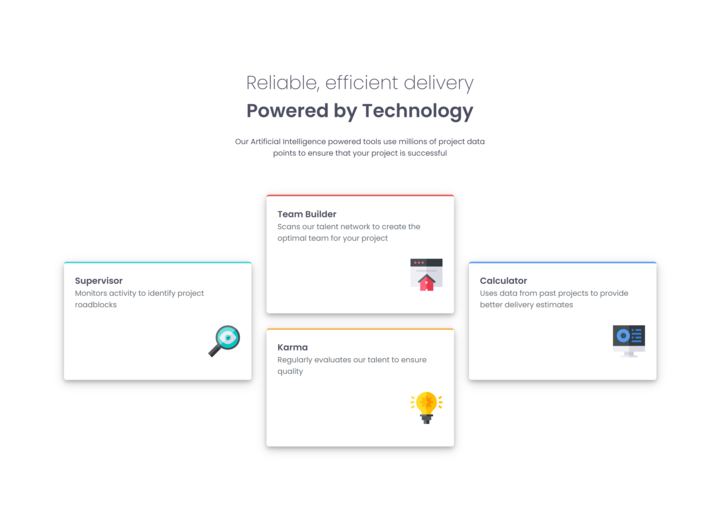 Reliable, efficient delivery
Powered by Technology
Our Artificial Intelligence powered tools use millions of project data
points to ensure that your project is successful
Supervisor
Monitors activity to identify project
roadblocks
Team Builder
Scans our talent network to create the
optimal team for your project
Karma
Regularly evaluates our talent to ensure
quality
Calculator
Uses data from past projects to provide
better delivery estimates